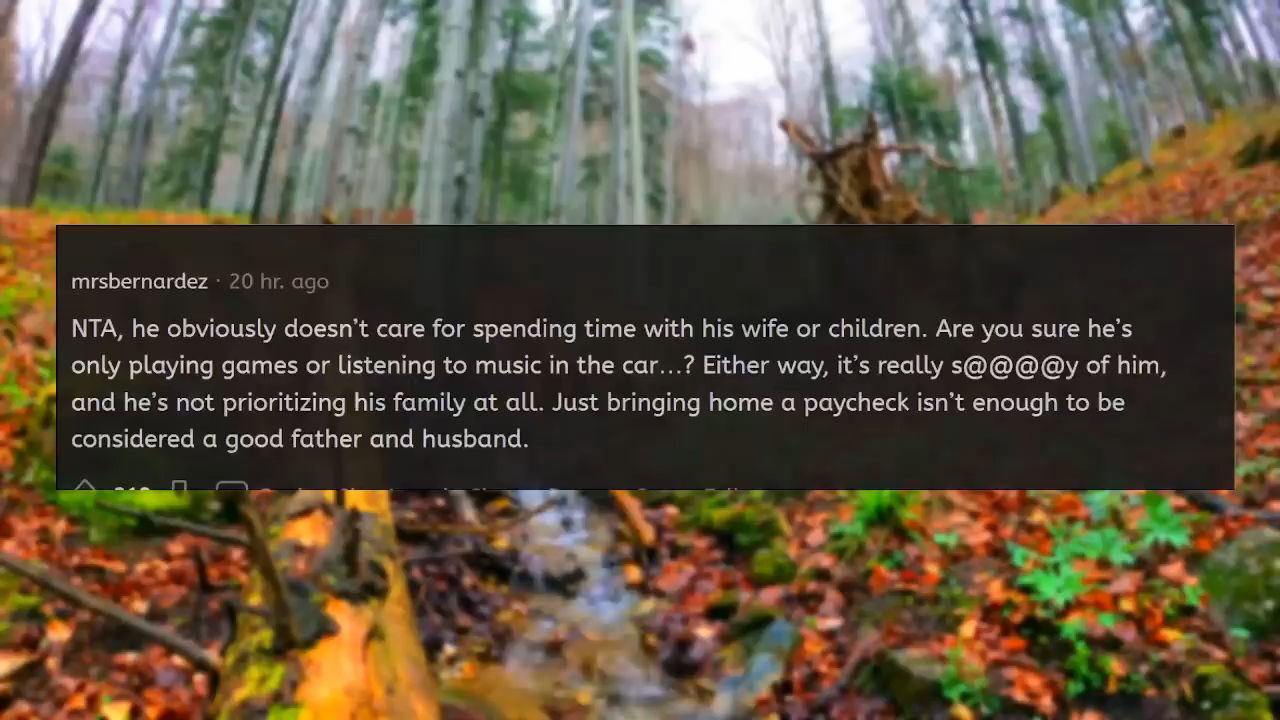 mrsbernardez · 20 hr. ago
NTA, he obviously doesn’t care for spending time with his wife or children. Are you sure he’s
only playing games or listening to music in the car...? Either way, it’s really s@@@@y of him,
and he’s not prioritizing his family at all. Just bringing home a paycheck isn’t enough to be
considered a good father and husband.